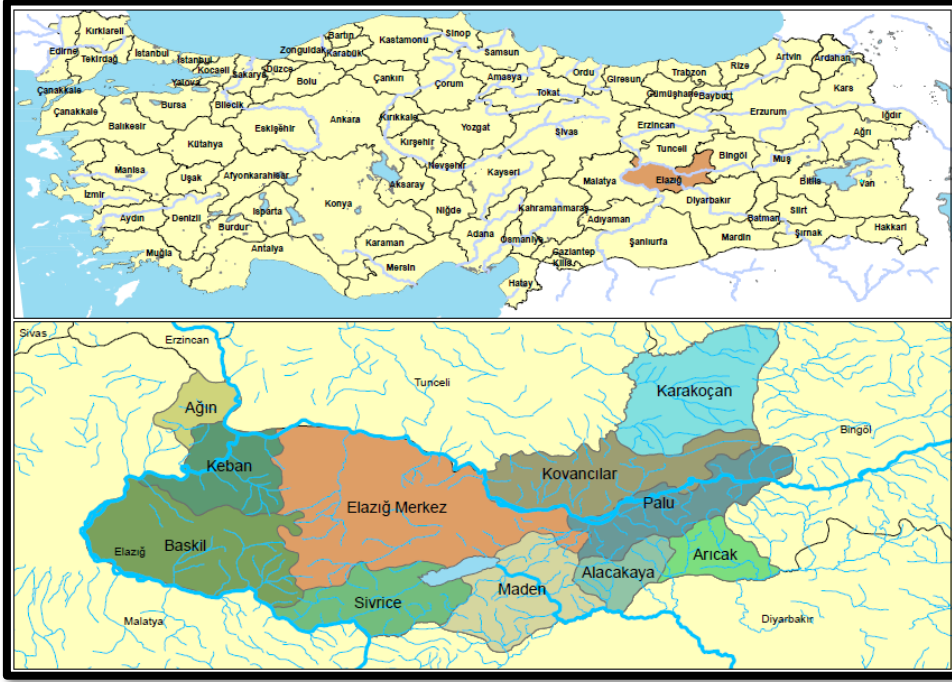 Kırklareli
Edirne
Tekirdağ
İstanbul
İstanbul
Kocaeli
Yalova
Sakarya
Düzce
Zonguldak
Bartın
Karabük
Kastamonu
Sinop
Samsun
Çankırı
Bolu
Çorum
Amasya
Tokat
Ordu
Giresun
Trabzon
Rize
Artvin
Ardahan
Gümüşhane
Bayburt
Kars
Erzurum
Iğdır
Ağrı
Çanakkale
Çanakkale
Bursa
Bilecik
Balıkesir
Eskişehir
Ankara
Kırıkkale
Yozgat
Sivas
Erzincan
Tunceli
Bingöl
Muş
Kütahya
Kırşehir
Nevşehir
Kayseri
Malatya
Elazığ
Bitlis
Van
Manisa
Uşak
Afyonkarahisar
Aksaray
Diyarbakır
Batman
Siirt
İzmir
Konya
Niğde
Kahramanmaraş
Adıyaman
Aydın
Denizli
Isparta
Burdur
Adana
Osmaniye
Gaziantep
Kilis
Şanlıurfa
Mardin
Şırnak
Hakkari
Muğla
Antalya
Karaman
Mersin
Hatay
Sivas
Erzincan
Tunceli
Bingöl
Ağın
Karakoçan
Keban
Kovancılar
Elazığ Merkez
Palu
Elazığ
Baskil
Arıcak
Alacakaya
Maden
Sivrice
Malatya
Diyarbakır